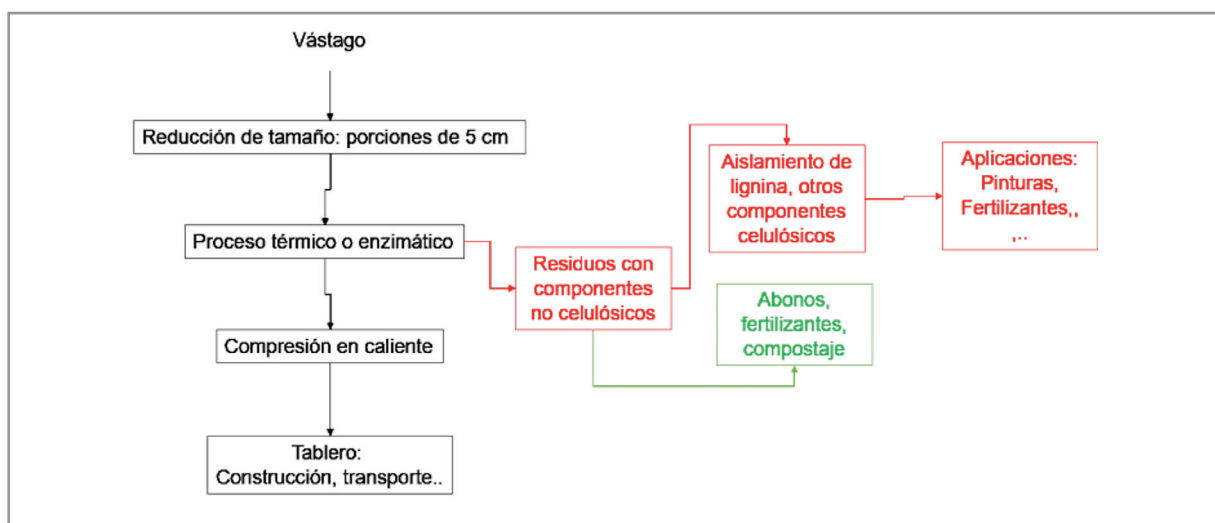 Vástago
Reducción de tamaño: porciones de 5 cm
Proceso térmico o enzimático
Compresión en caliente
Tablero:
Construcción, transporte..
Residuos con
componentes
no celulósicos
Aislamiento de
lignina, otros
componentes
celulósicos
Aplicaciones:
Pinturas,
Fertilizantes,,
,..
Abonos,
fertilizantes,
compostaje